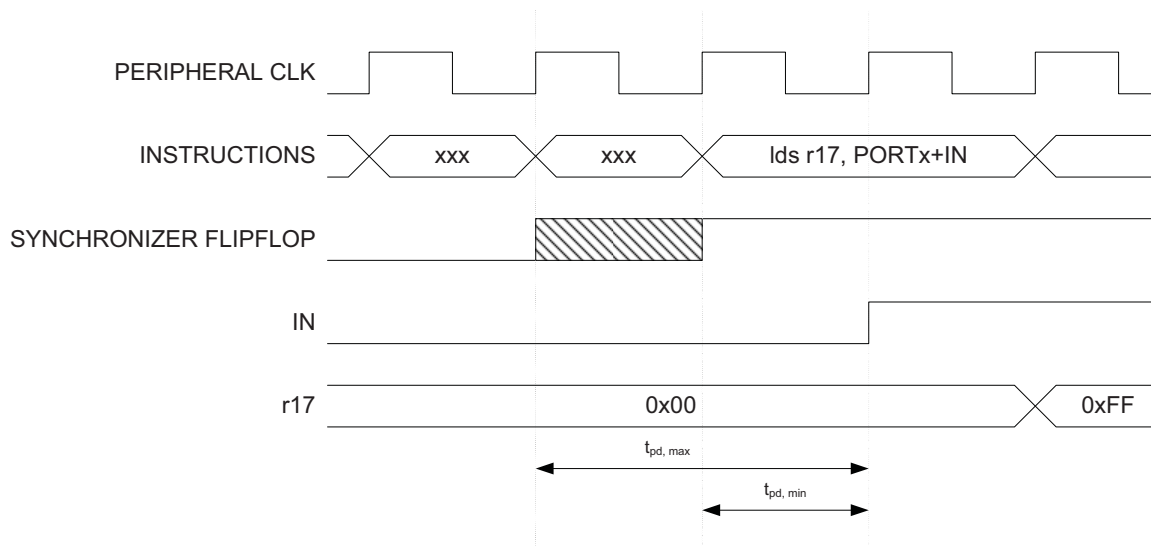 PERIPHERAL CLK
INSTRUCTIONS xxx xxx lds r17, PORTx+IN
SYNCHRONIZER FLIPFLOP
IN
r17 0x00 0xFF
tpd, max
tpd, min